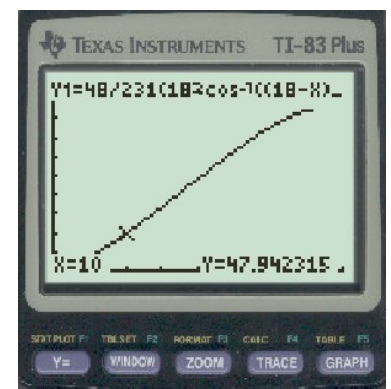 TEXAS INSTRUMENTS TI-83 Plus
Y1=48/231(18²cos⁻¹((18-X)…
X=10 Y=47.942315
STAT PLOT F1 TBLSET F2 FORMAT F3 CALC F4 TABLE F5
Y= WINDOW ZOOM TRACE GRAPH